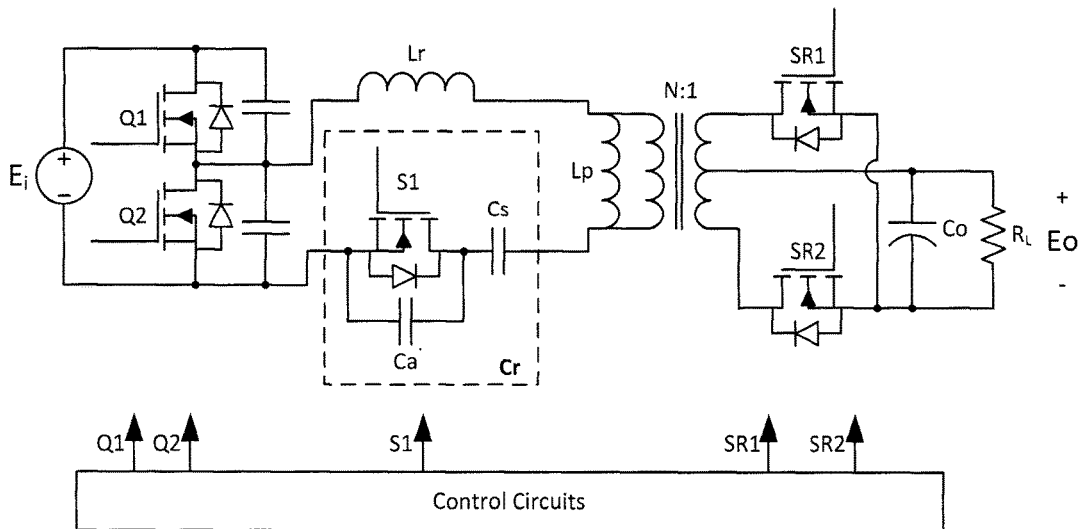 Lr
SR1
N:1
Q1
+
Ei
-
Lp
S1
Cs
Q2
+
Co
RL
Eo
-
SR2
Ca
Cr
Q1
Q2
S1
SR1
SR2
Control Circuits